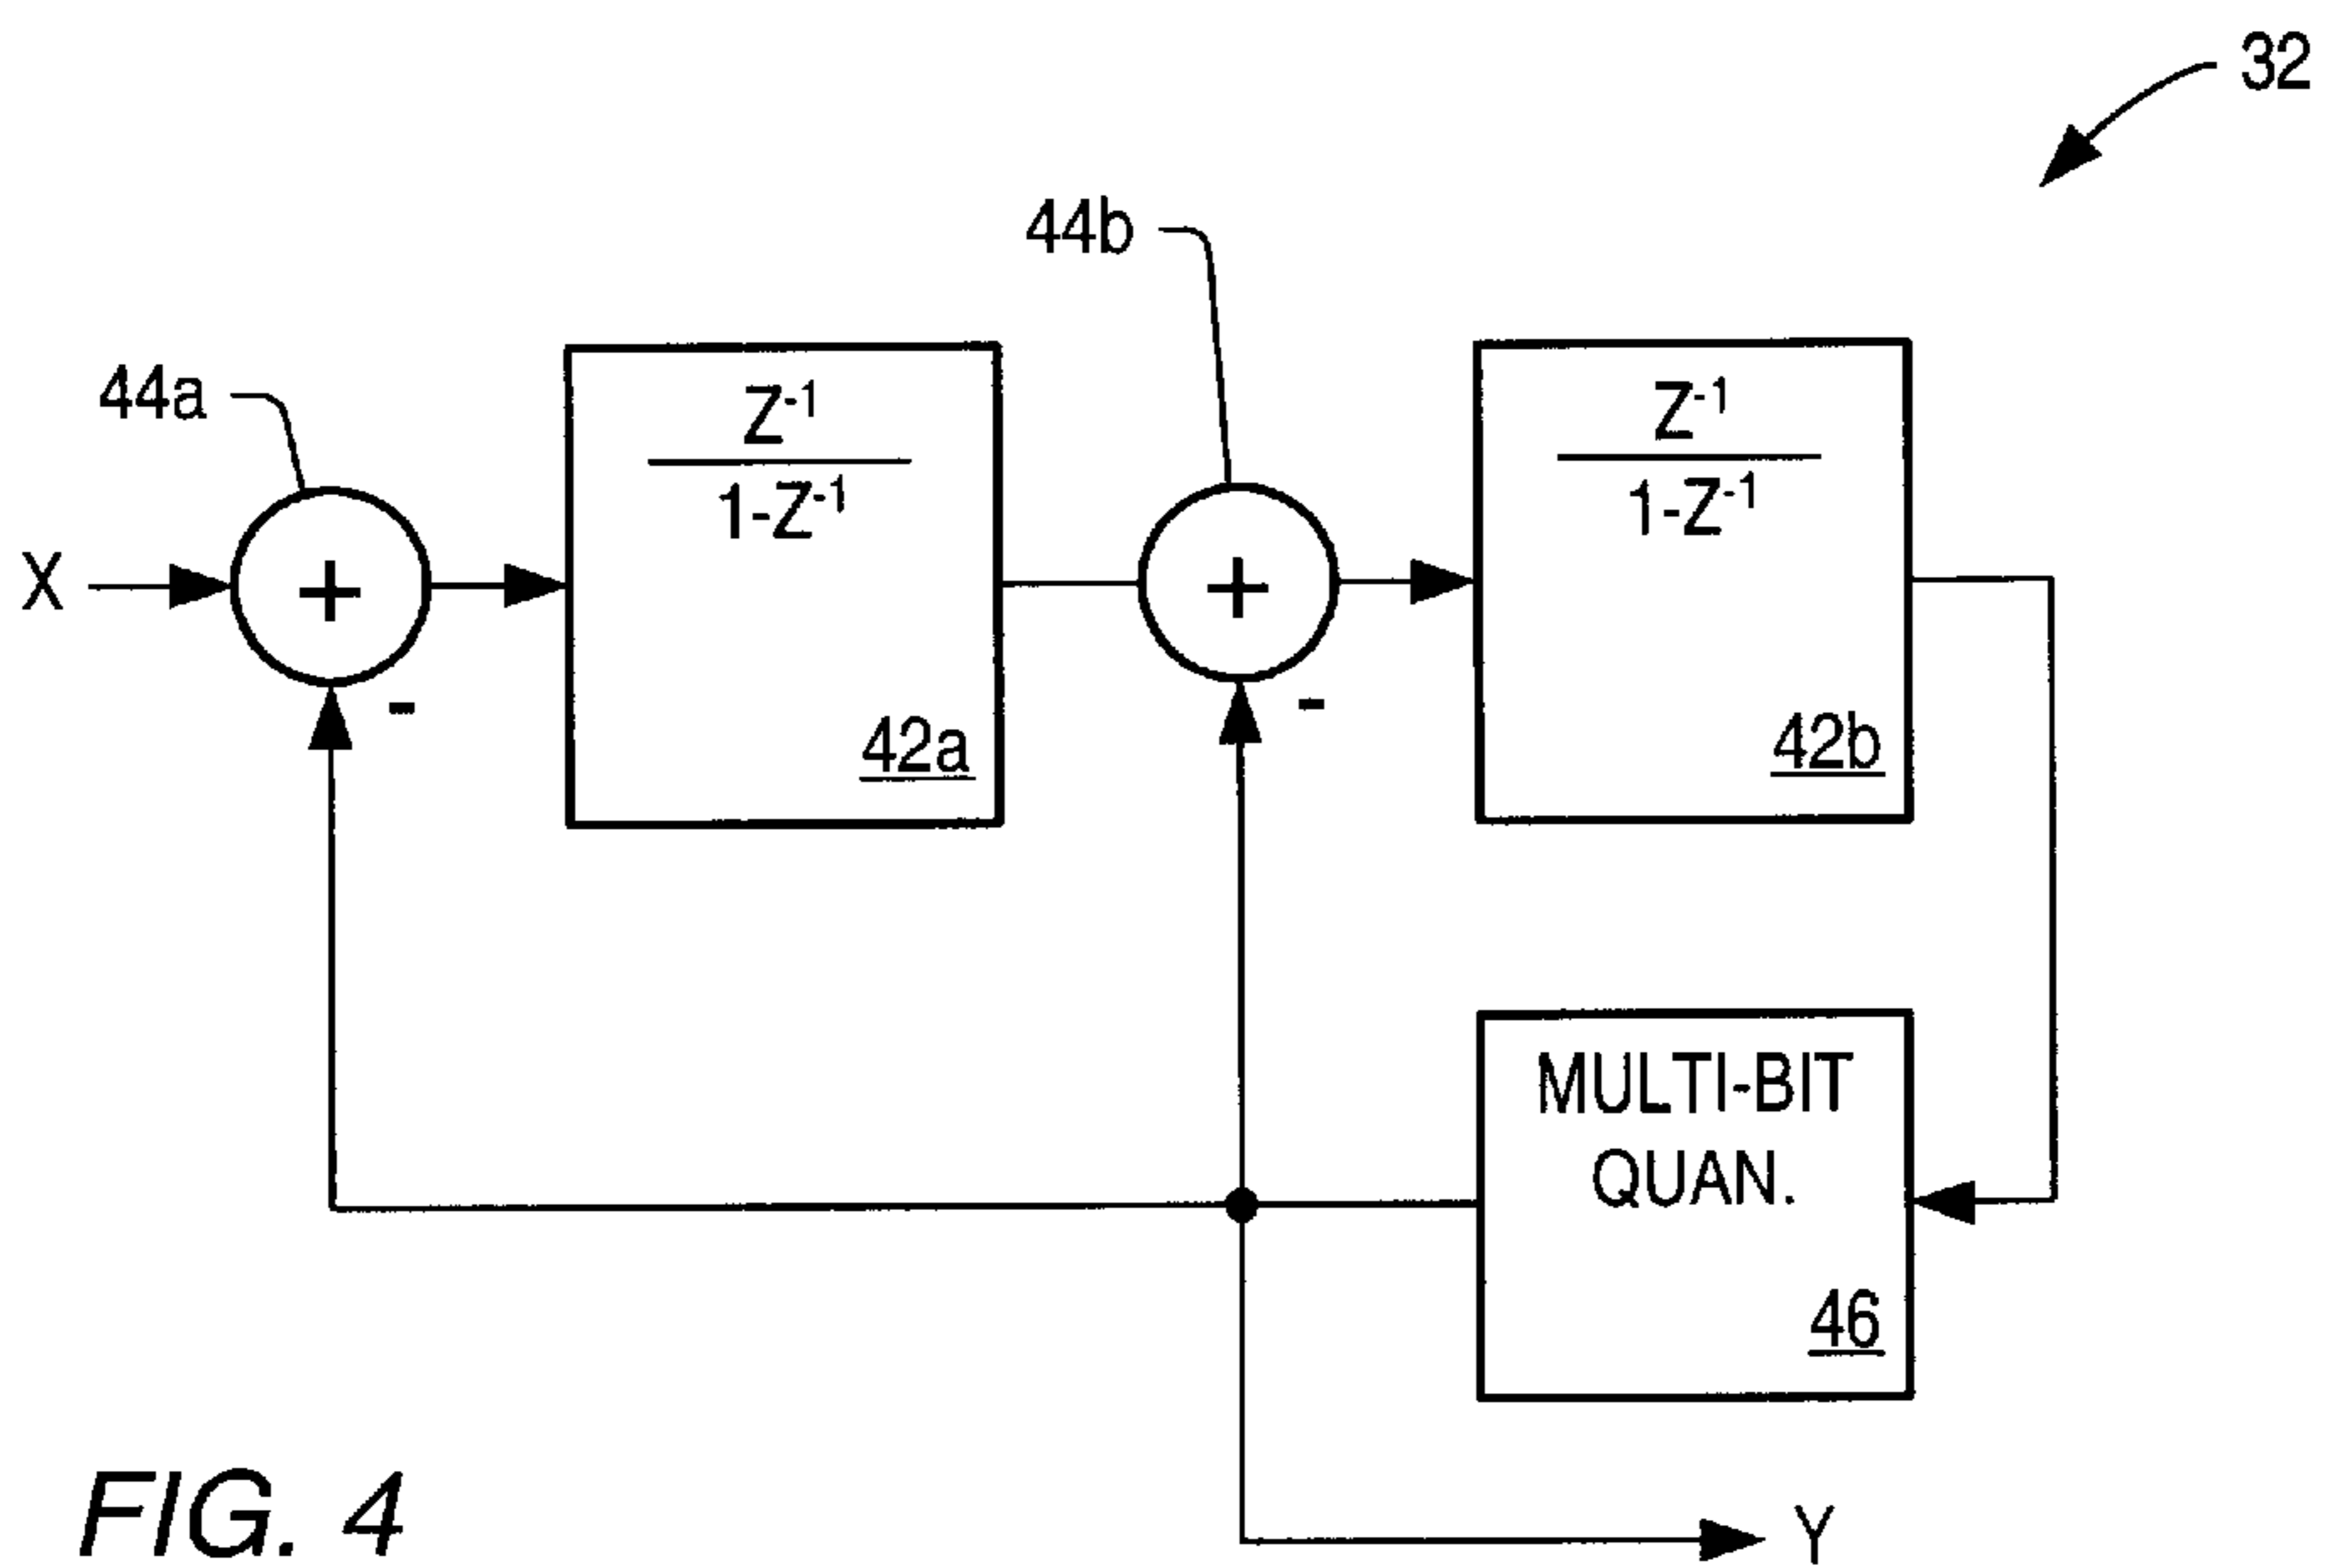 32
44b
44a
Z⁻¹
1-Z⁻¹
Z⁻¹
1-Z⁻¹
X
+
+
-
-
42a
42b
MULTI-BIT
QUAN.
46
FIG. 4
Y